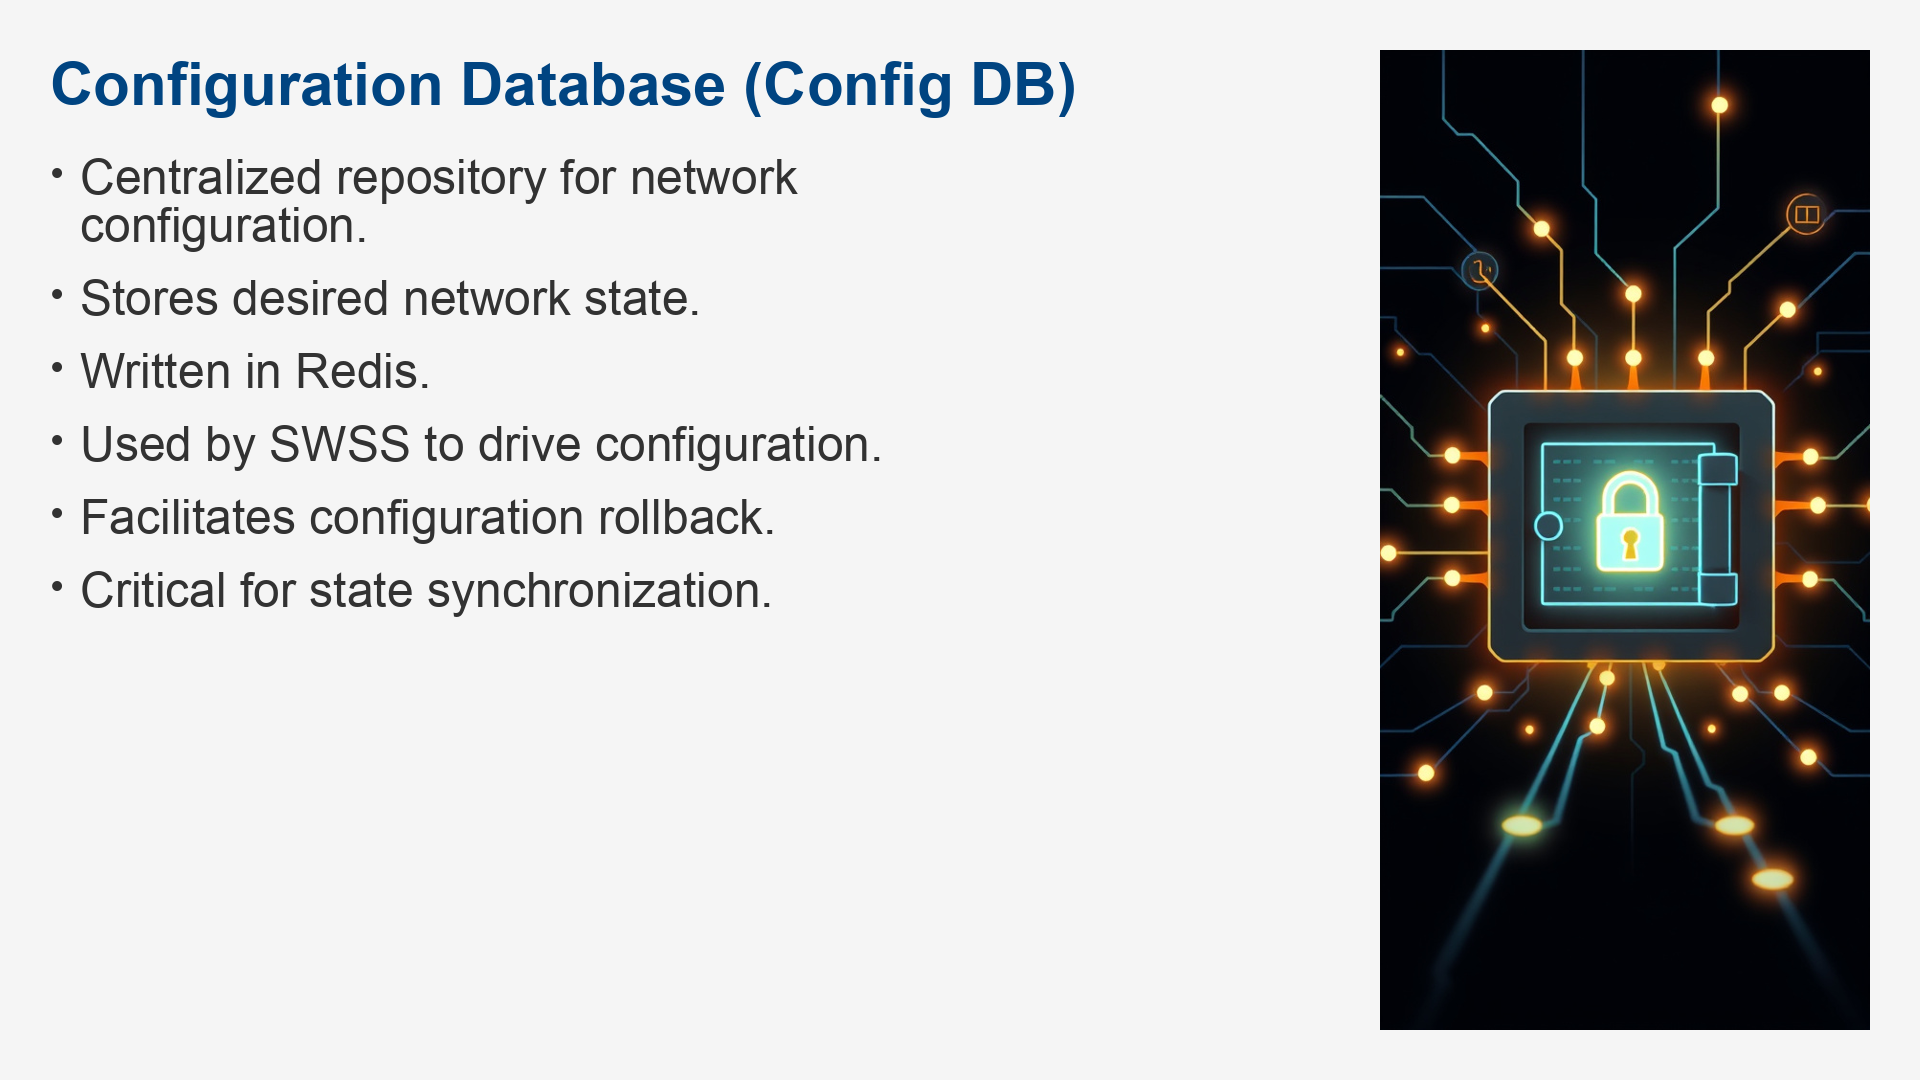 Configuration Database (Config DB)
• Centralized repository for network
configuration.
• Stores desired network state.
• Written in Redis.
• Used by SWSS to drive configuration.
• Facilitates configuration rollback.
• Critical for state synchronization.